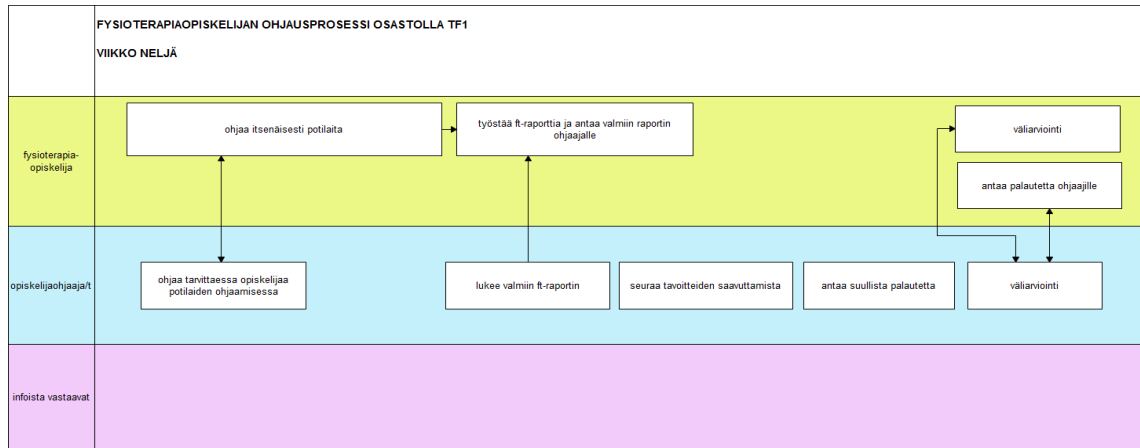 FYSIOTERAPIAOPISKELIJAN OHJAUSPROSESSI OSASTOLLA TF1
VIIKKO NELJÄ
fysioterapia-
opiskelija
ohjaa itsenäisesti potilaita
työstää ft-raporttia ja antaa valmiin raportin
ohjaajalle
väliarviointi
antaa palautetta ohjaajille
opiskelijaohjaaja/t
ohjaa tarvittaessa opiskelijaa
potilaiden ohjaamisessa
lukee valmiin ft-raportin
seuraa tavoitteiden saavuttamista
antaa suullista palautetta
väliarviointi
infoista vastaavat